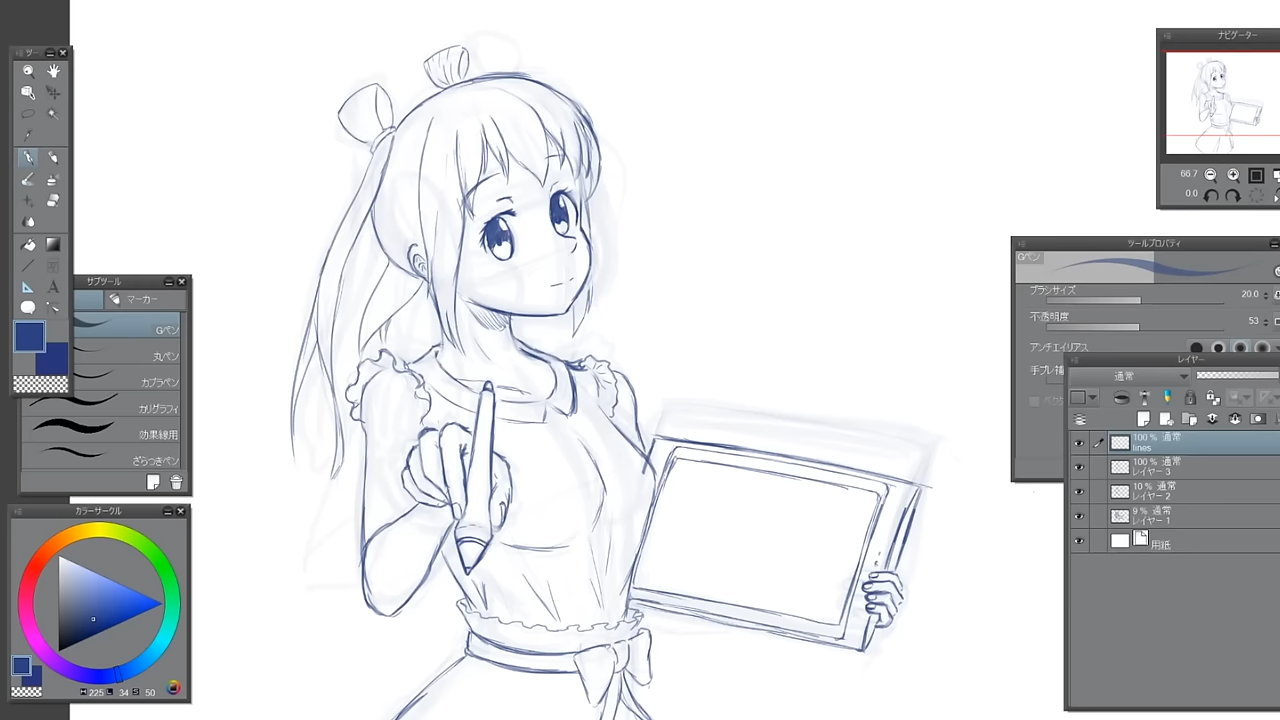 ツー
サブツール
マーカー
Gペン
丸ペン
カブラペン
カリグラフィ
効果線用
ざらつきペン
カラーサークル
H 225 L 34 S 50
ナビゲーター
66.7
0.0
ツールプロパティ
Gペン
ブラシサイズ
20.0
不透明度
53
アンチエイリアス
手ブレ補
レイヤー
通常
100 % 通常
lines
100 % 通常
レイヤー 3
10 % 通常
レイヤー 2
9 % 通常
レイヤー 1
用紙
A